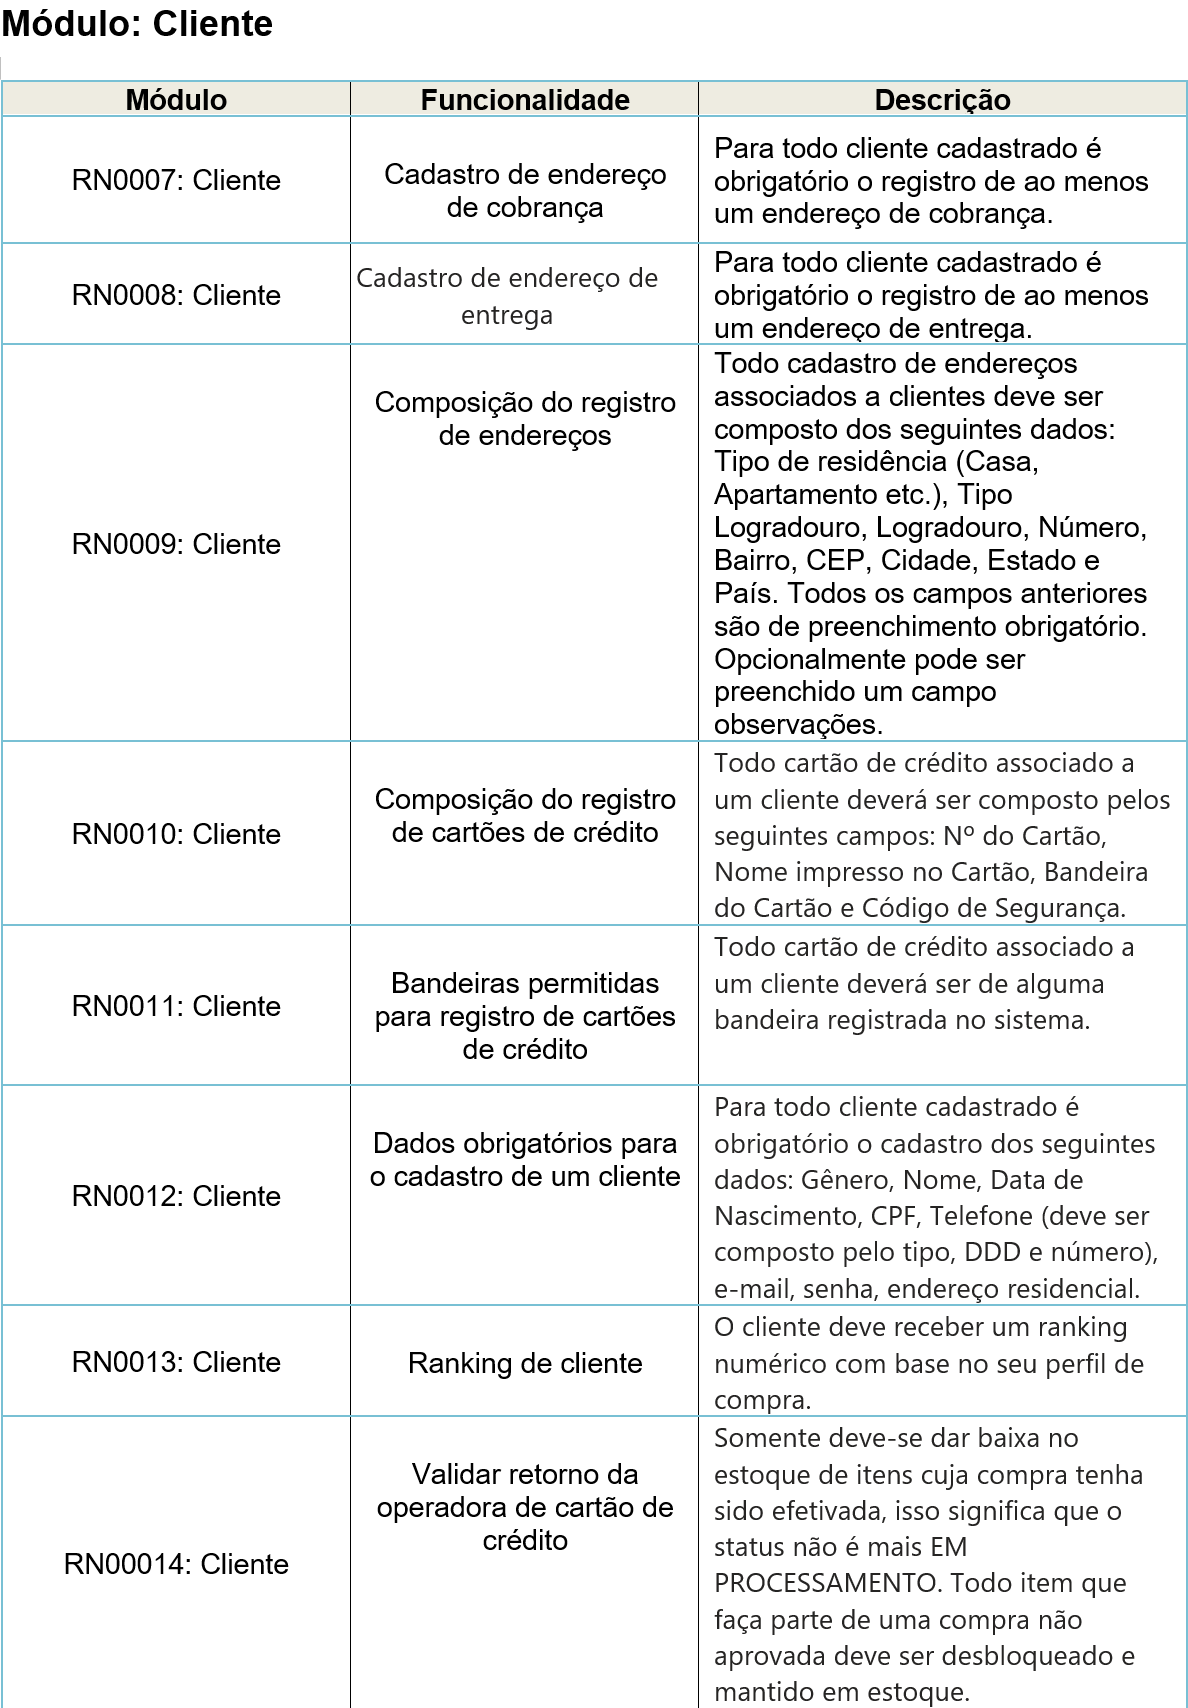 Módulo: Cliente
Módulo
Funcionalidade
Descrição
RN0007: Cliente
Cadastro de endereço
de cobrança
Para todo cliente cadastrado é
obrigatório o registro de ao menos
um endereço de cobrança.
RN0008: Cliente
Cadastro de endereço de
entrega
Para todo cliente cadastrado é
obrigatório o registro de ao menos
um endereço de entrega.
RN0009: Cliente
Composição do registro
de endereços
Todo cadastro de endereços
associados a clientes deve ser
composto dos seguintes dados:
Tipo de residência (Casa,
Apartamento etc.), Tipo
Logradouro, Logradouro, Número,
Bairro, CEP, Cidade, Estado e
País. Todos os campos anteriores
são de preenchimento obrigatório.
Opcionalmente pode ser
preenchido um campo
observações.
RN0010: Cliente
Composição do registro
de cartões de crédito
Todo cartão de crédito associado a
um cliente deverá ser composto pelos
seguintes campos: Nº do Cartão,
Nome impresso no Cartão, Bandeira
do Cartão e Código de Segurança.
RN0011: Cliente
Bandeiras permitidas
para registro de cartões
de crédito
Todo cartão de crédito associado a
um cliente deverá ser de alguma
bandeira registrada no sistema.
RN0012: Cliente
Dados obrigatórios para
o cadastro de um cliente
Para todo cliente cadastrado é
obrigatório o cadastro dos seguintes
dados: Gênero, Nome, Data de
Nascimento, CPF, Telefone (deve ser
composto pelo tipo, DDD e número),
e-mail, senha, endereço residencial.
RN0013: Cliente
Ranking de cliente
O cliente deve receber um ranking
numérico com base no seu perfil de
compra.
RN00014: Cliente
Validar retorno da
operadora de cartão de
crédito
Somente deve-se dar baixa no
estoque de itens cuja compra tenha
sido efetivada, isso significa que o
status não é mais EM
PROCESSAMENTO. Todo item que
faça parte de uma compra não
aprovada deve ser desbloqueado e
mantido em estoque.